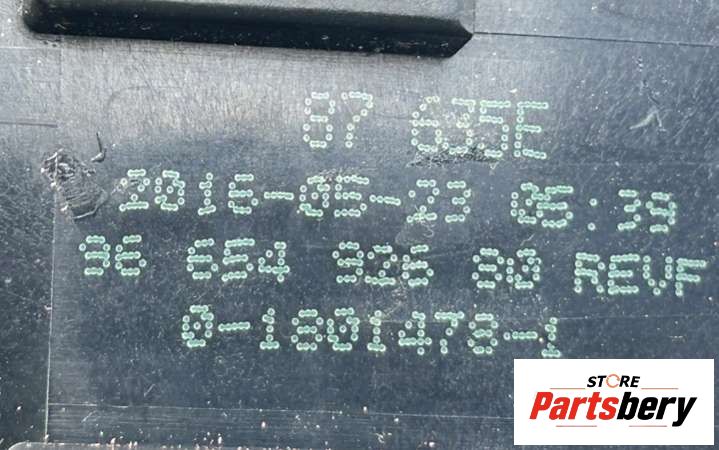 87 635E
2016-05-23 05:39
96 654 926 80 REVF
0-1801478-1
STORE
Partsbery